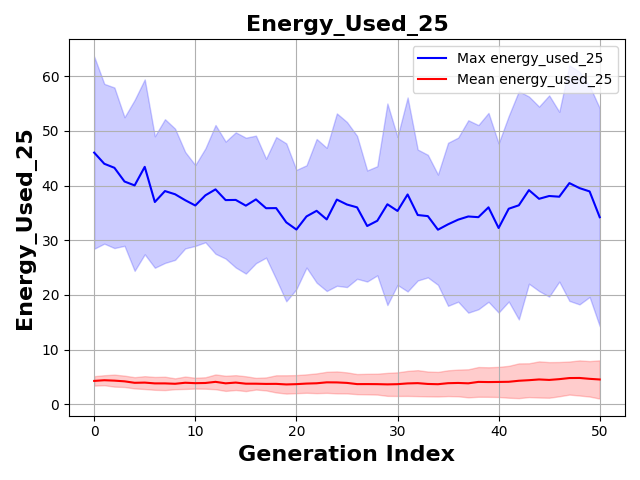 Energy_Used_25
Max energy_used_25
Mean energy_used_25
Energy_Used_25
60
50
40
30
20
10
0
0 10 20 30 40 50
Generation Index